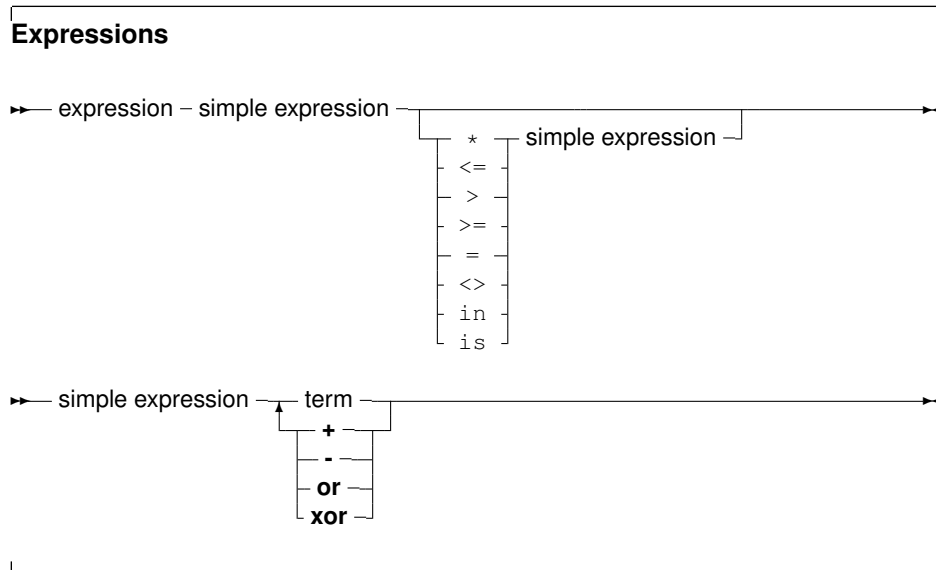 Expressions
expression simple expression
* simple expression
<=
>
>=
=
<>
in
is
simple expression term
+
-
or
xor